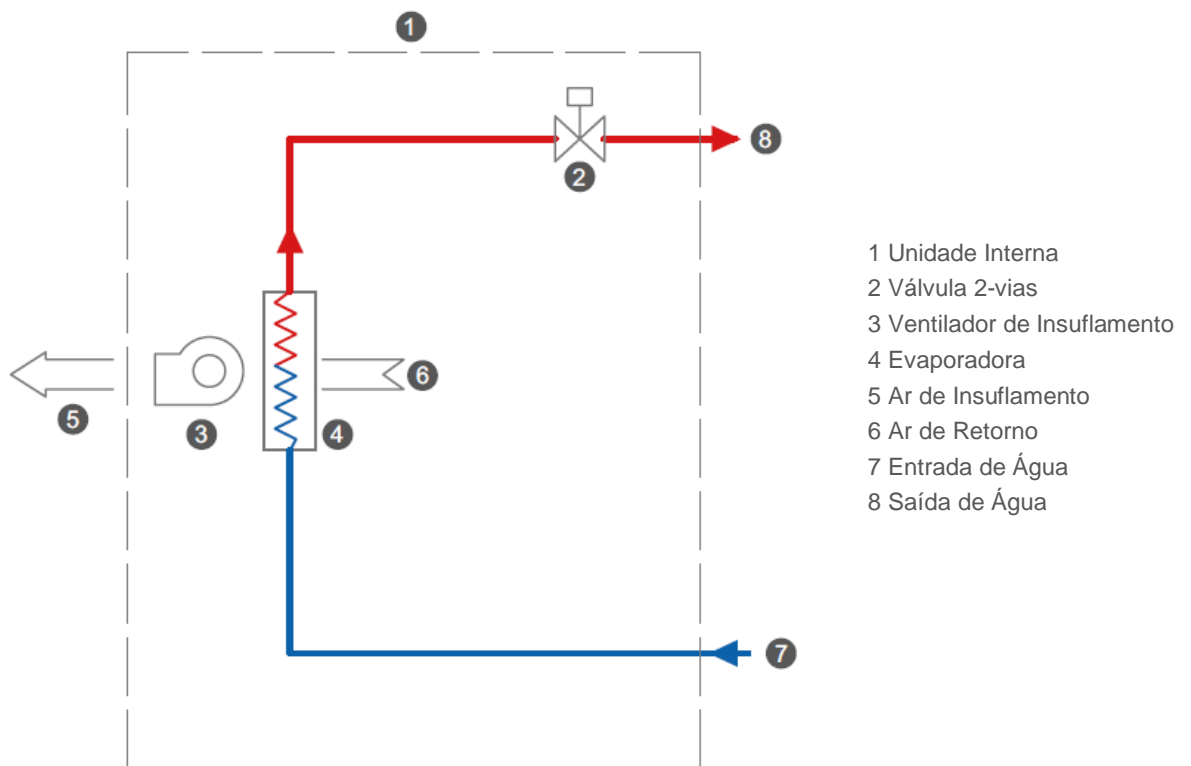 1
8
2
6
5
3
4
7
1 Unidade Interna
2 Válvula 2-vias
3 Ventilador de Insuflamento
4 Evaporadora
5 Ar de Insuflamento
6 Ar de Retorno
7 Entrada de Água
8 Saída de Água